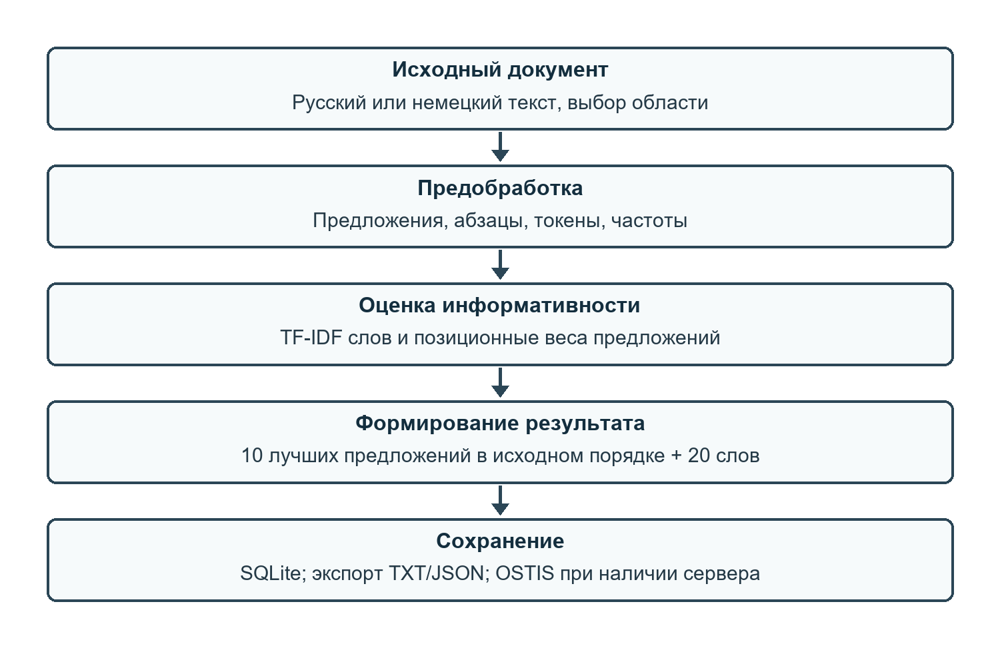 Исходный документ
Русский или немецкий текст, выбор области
Предобработка
Предложения, абзацы, токены, частоты
Оценка информативности
TF-IDF слов и позиционные веса предложений
Формирование результата
10 лучших предложений в исходном порядке + 20 слов
Сохранение
SQLite; экспорт TXT/JSON; OSTIS при наличии сервера